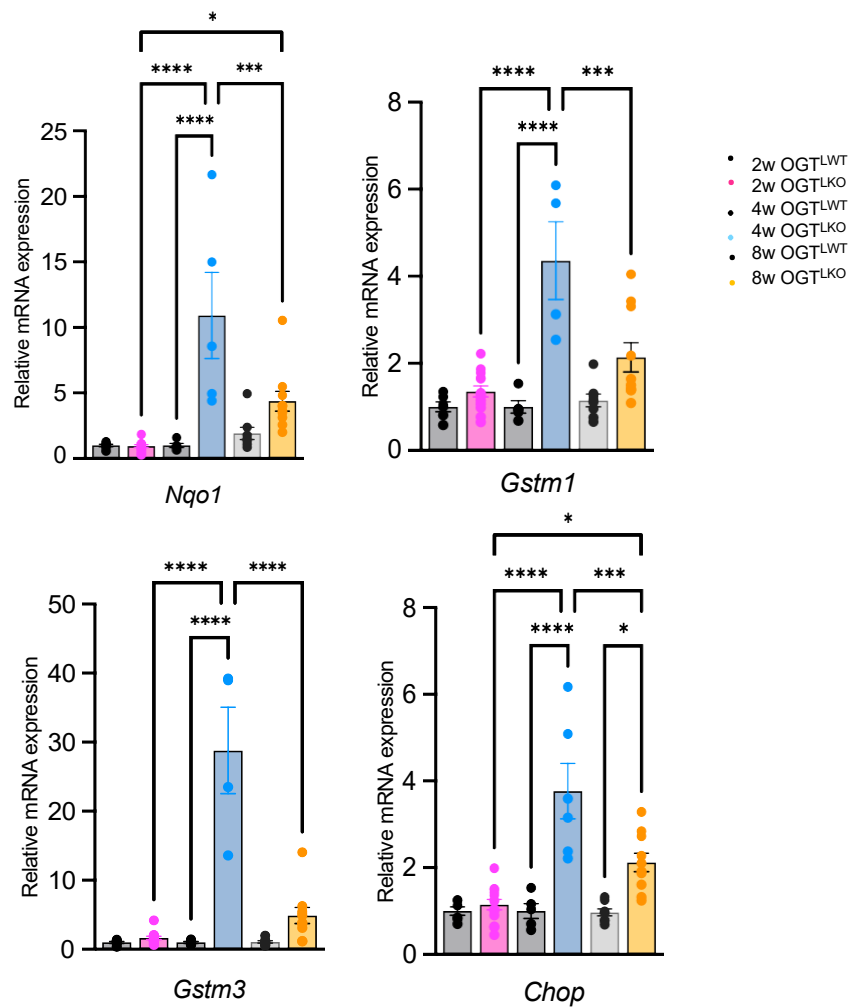 *
**** ***
****
25
20
15
10
5
0
Relative mRNA expression
Nqo1
**** ***
****
8
6
4
2
0
Relative mRNA expression
Gstm1
2w OGTLWT
2w OGTLKO
4w OGTLWT
4w OGTLKO
8w OGTLWT
8w OGTLKO
**** ****
****
50
40
30
20
10
0
Relative mRNA expression
Gstm3
*
**** ***
**** *
8
6
4
2
0
Relative mRNA expression
Chop